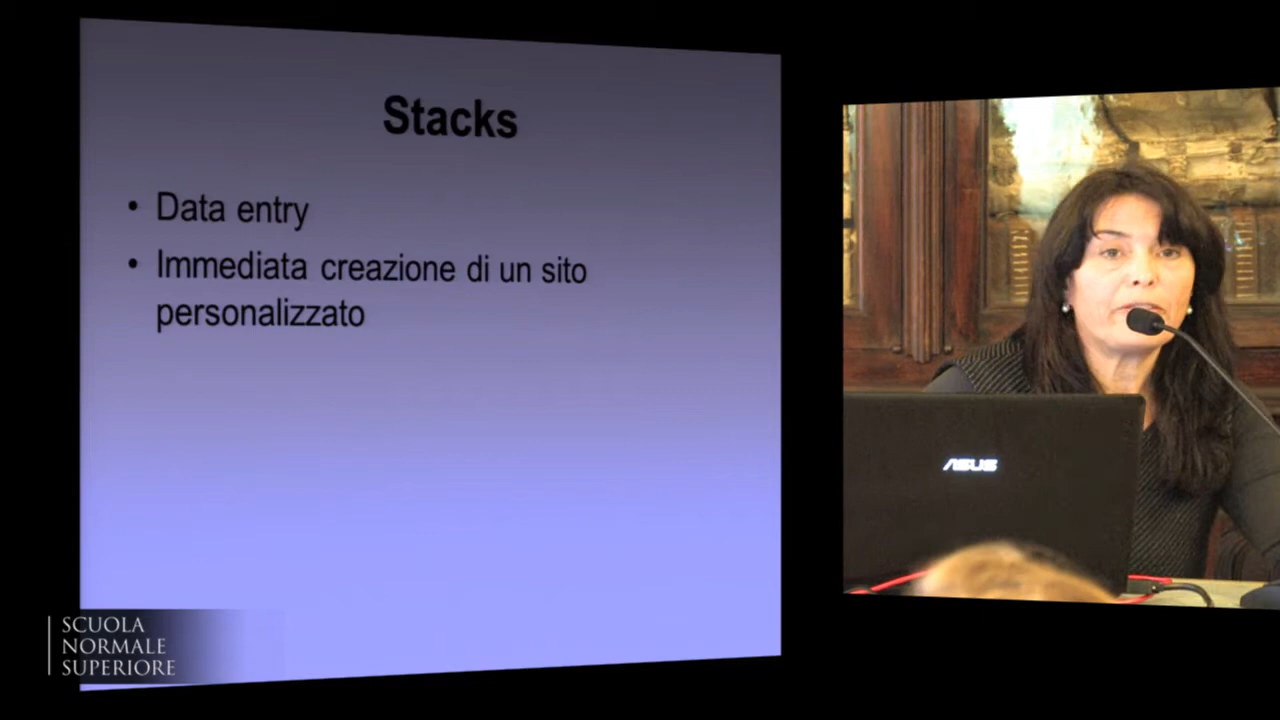 Stacks
• Data entry
• Immediata creazione di un sito
personalizzato
ASUS
SCUOLA
NORMALE
SUPERIORE